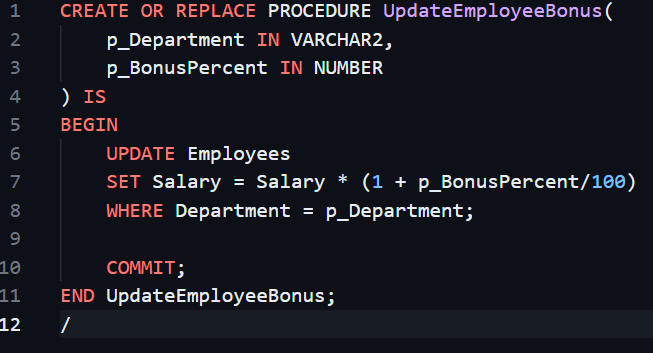 1 CREATE OR REPLACE PROCEDURE UpdateEmployeeBonus(
2     p_Department IN VARCHAR2,
3     p_BonusPercent IN NUMBER
4 ) IS
5 BEGIN
6     UPDATE Employees
7     SET Salary = Salary * (1 + p_BonusPercent/100)
8     WHERE Department = p_Department;
9
10     COMMIT;
11 END UpdateEmployeeBonus;
12 /